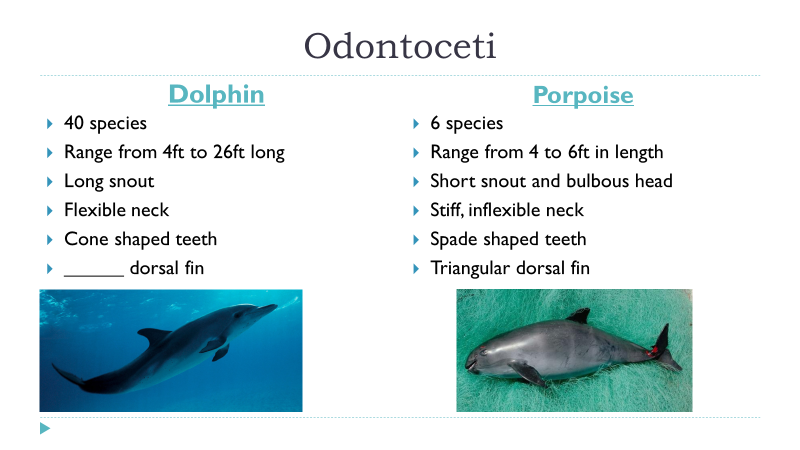 Odontoceti
Dolphin
40 species
Range from 4ft to 26ft long
Long snout
Flexible neck
Cone shaped teeth
______ dorsal fin
Porpoise
6 species
Range from 4 to 6ft in length
Short snout and bulbous head
Stiff, inflexible neck
Spade shaped teeth
Triangular dorsal fin